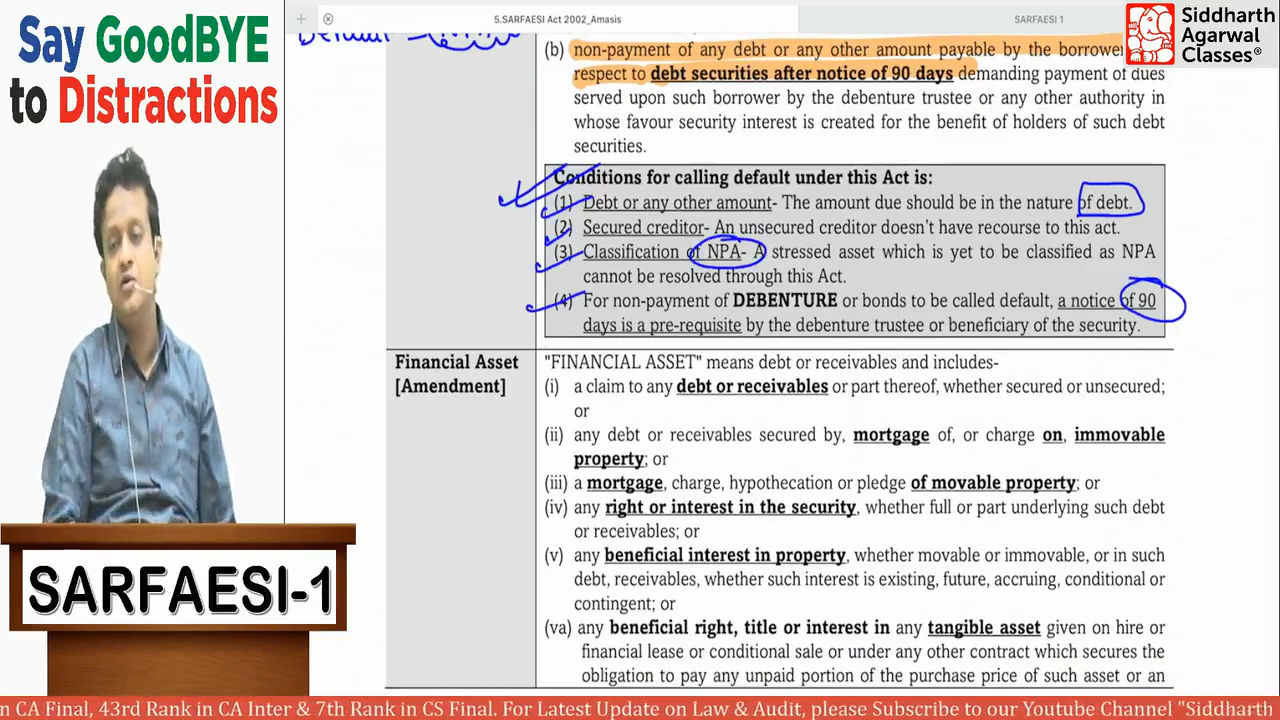 5.SARFAESI Act 2002_Amasis
SARFAESI 1
Siddharth
Agarwal
Classes®
Say GoodBYE
to Distractions
Default
(b) non-payment of any debt or any other amount payable by the borrower
respect to debt securities after notice of 90 days demanding payment of dues
served upon such borrower by the debenture trustee or any other authority in
whose favour security interest is created for the benefit of holders of such debt
securities.
Conditions for calling default under this Act is:
(1) Debt or any other amount- The amount due should be in the nature of debt.
(2) Secured creditor- An unsecured creditor doesn't have recourse to this act.
(3) Classification of NPA- A stressed asset which is yet to be classified as NPA
cannot be resolved through this Act.
(4) For non-payment of DEBENTURE or bonds to be called default, a notice of 90
days is a pre-requisite by the debenture trustee or beneficiary of the security.
Financial Asset
[Amendment]
"FINANCIAL ASSET" means debt or receivables and includes-
(i) a claim to any debt or receivables or part thereof, whether secured or unsecured;
or
(ii) any debt or receivables secured by, mortgage of, or charge on, immovable
property; or
(iii) a mortgage, charge, hypothecation or pledge of movable property; or
(iv) any right or interest in the security, whether full or part underlying such debt
or receivables; or
(v) any beneficial interest in property, whether movable or immovable, or in such
debt, receivables, whether such interest is existing, future, accruing, conditional or
contingent; or
(va) any beneficial right, title or interest in any tangible asset given on hire or
financial lease or conditional sale or under any other contract which secures the
obligation to pay any unpaid portion of the purchase price of such asset or an
SARFAESI-1
n CA Final, 43rd Rank in CA Inter & 7th Rank in CS Final. For Latest Update on Law & Audit, please Subscribe to our Youtube Channel "Siddharth